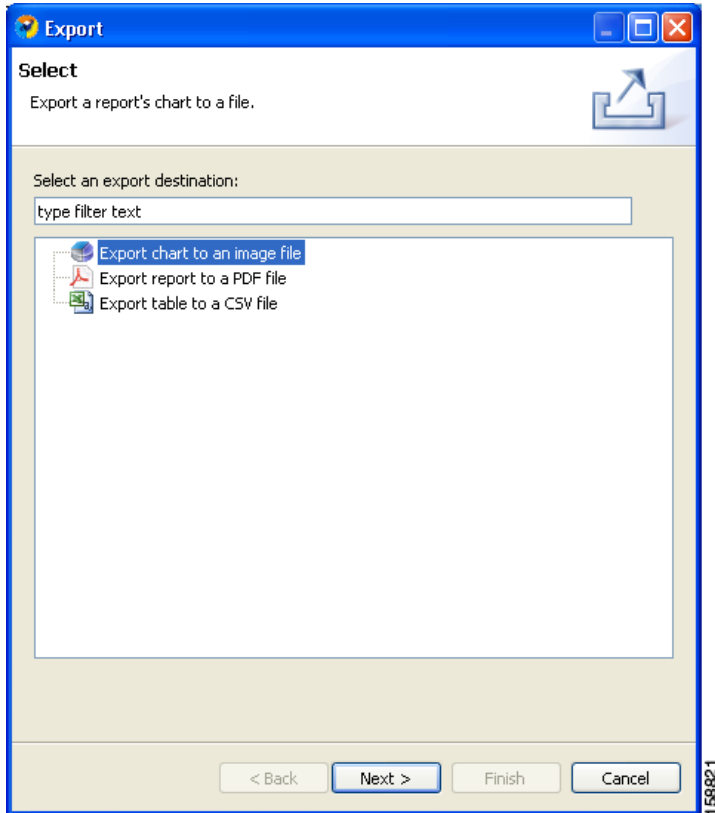 Export
Select
Export a report's chart to a file.
Select an export destination:
type filter text
Export chart to an image file
Export report to a PDF file
Export table to a CSV file
< Back
Next >
Finish
Cancel
158821